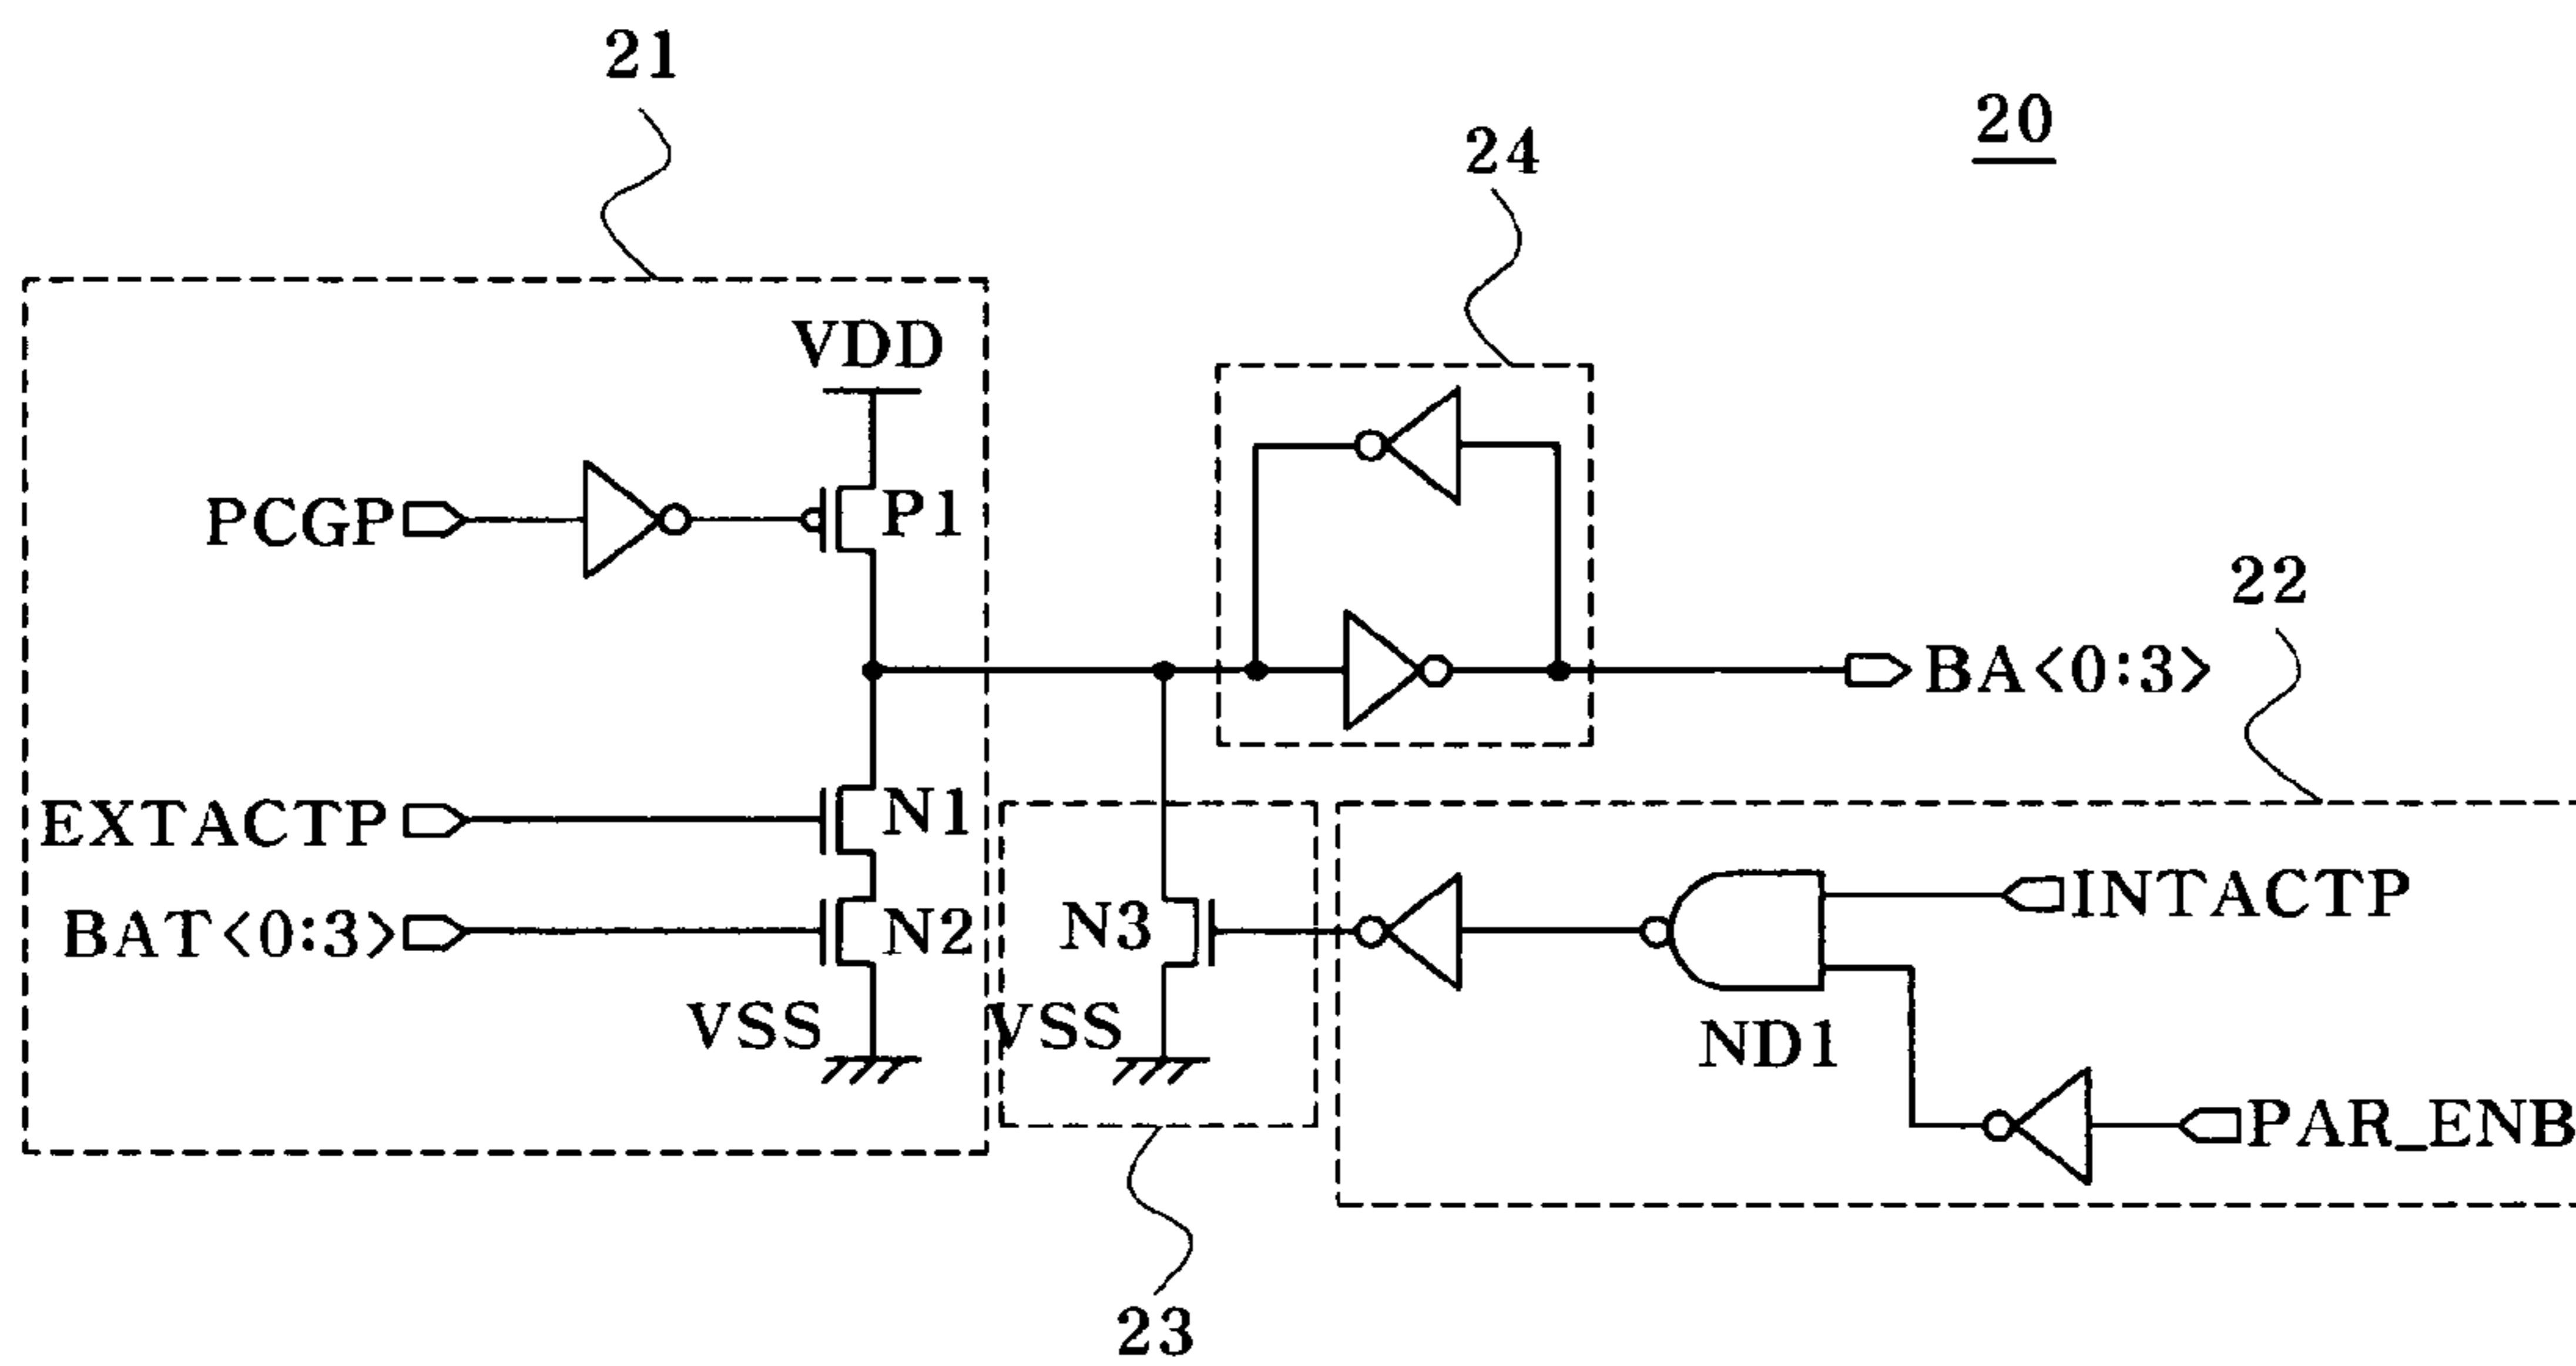 21
20
24
VDD
PCGP
P1
22
BA<0:3>
EXTACTP
N1
INTACTP
BAT<0:3>
N2
N3
VSS
VSS
ND1
PAR_ENB
23